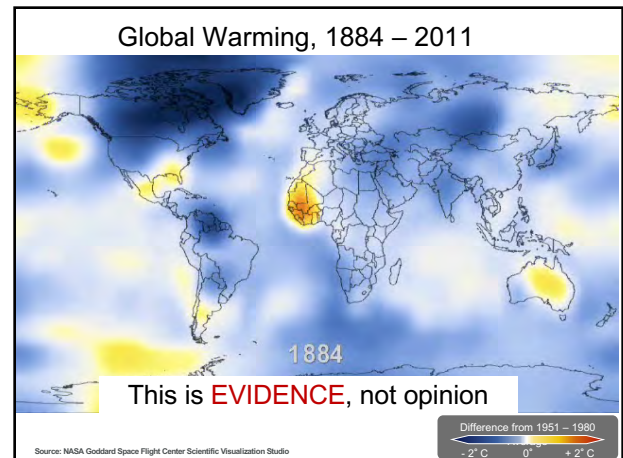 Global Warming, 1884 – 2011
1884
This is EVIDENCE, not opinion
Difference from 1951 – 1980
Average
- 2˚ C 0˚ + 2˚ C
Source: NASA Goddard Space Flight Center Scientific Visualization Studio